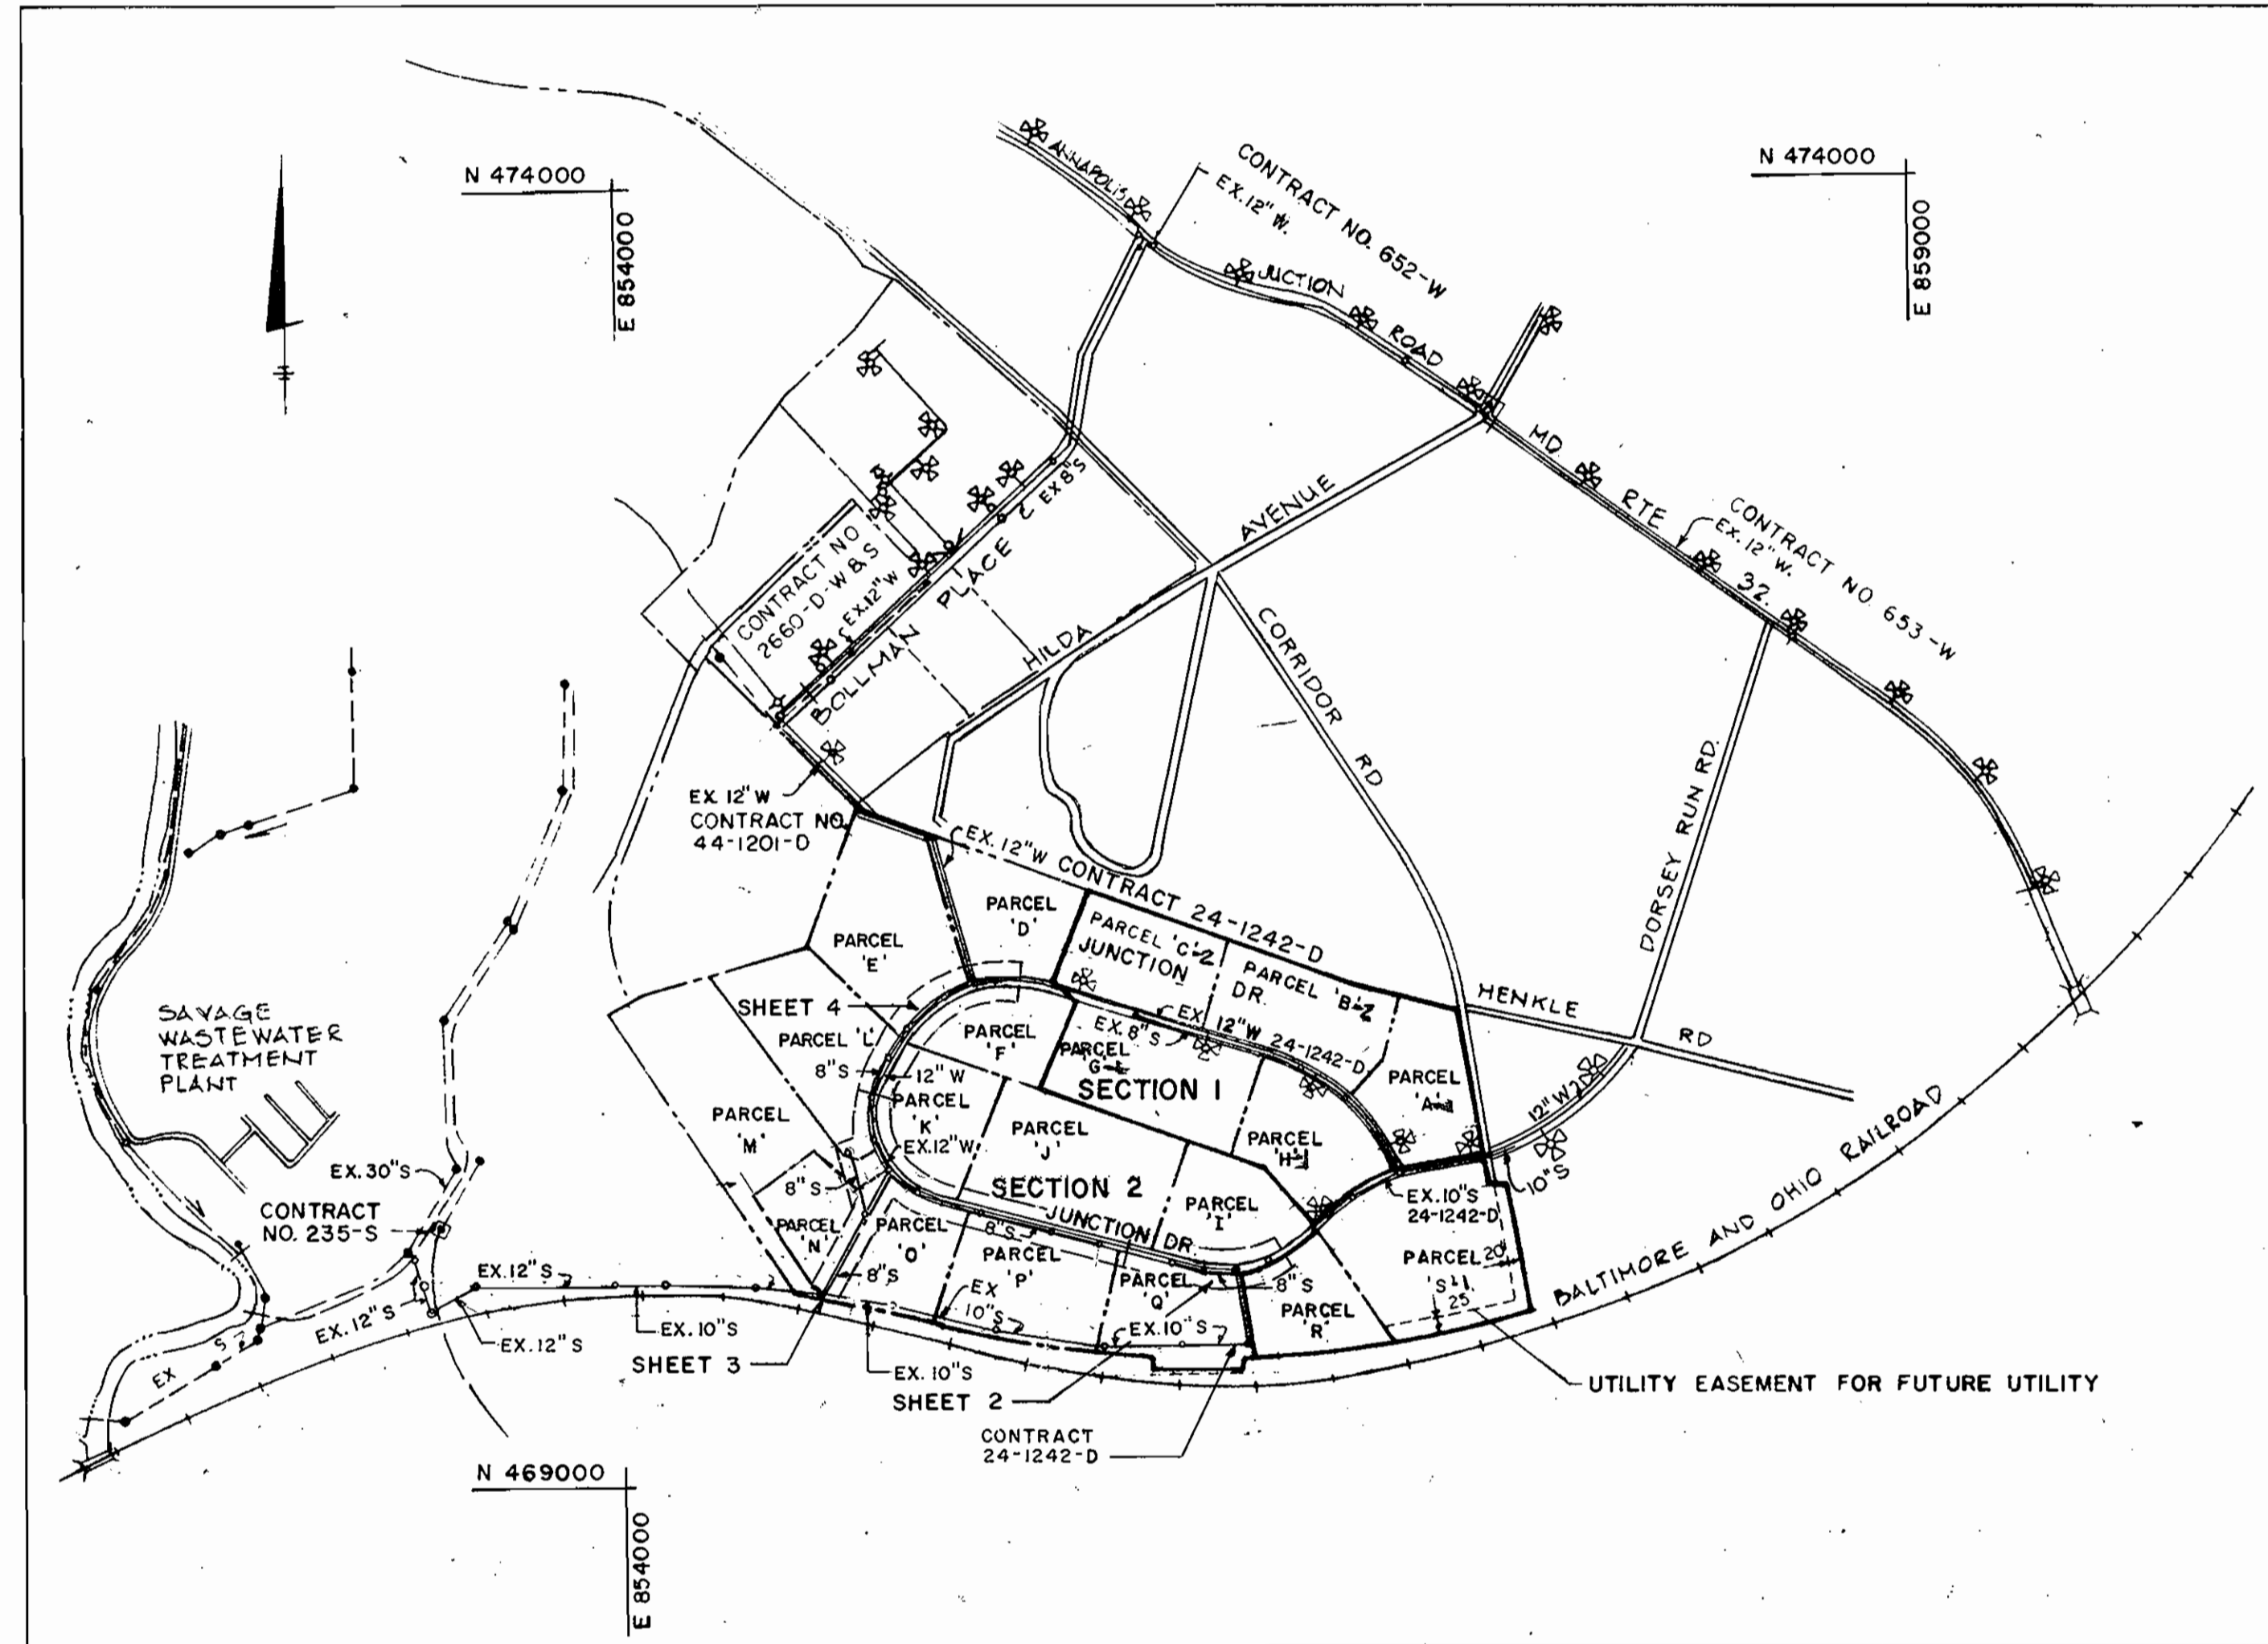 N 474000
E 854000
N 474000
E 859000
ANNAPOLIS
JUCTION
ROAD
MD
RTE
32.
CONTRACT NO. 652-W
EX. 12" W.
CONTRACT NO. 653-W
EX. 12" W.
EX 8"S
CONTRACT NO
2660-D-W & S
EX.12" W
BOLLMAN PLACE
HILDA AVENUE
CORRIDOR RD
DORSEY RUN RD.
HENKLE RD
EX 12" W
CONTRACT NO.
44-1201-D
EX. 12"W CONTRACT 24-1242-D
PARCEL
'D'
PARCEL
'E'
PARCEL 'C'-2
JUNCTION
PARCEL 'B'-2
DR.
SHEET 4
PARCEL 'L'
8"S
12" W
PARCEL
'F'
EX. 8"S
EX 12"W 24-1242-D
PARCEL
G
SECTION 1
PARCEL
'A'
PARCEL
'M'
PARCEL
'K'
EX.12"W
PARCEL
'J'
PARCEL
'H'
12"W
10"S
SAVAGE
WASTEWATER
TREATMENT
PLANT
EX.30"S
CONTRACT
NO. 235-S
8"S
SECTION 2
JUNCTION DR
8"S
PARCEL
'I'
EX.10"S
24-1242-D
PARCEL
'N'
PARCEL
'O'
8"S
PARCEL
'P'
EX
10"S
PARCEL
'Q'
EX.10"S
8"S
PARCEL
'R'
PARCEL 20'
'S'
25'
BALTIMORE AND OHIO RAILROAD
EX.12"S
EX. 12"S
EX.12"S
EX S
EX.10"S
SHEET 3
EX. 10"S
SHEET 2
CONTRACT
24-1242-D
UTILITY EASEMENT FOR FUTURE UTILITY
N 469000
E 854000